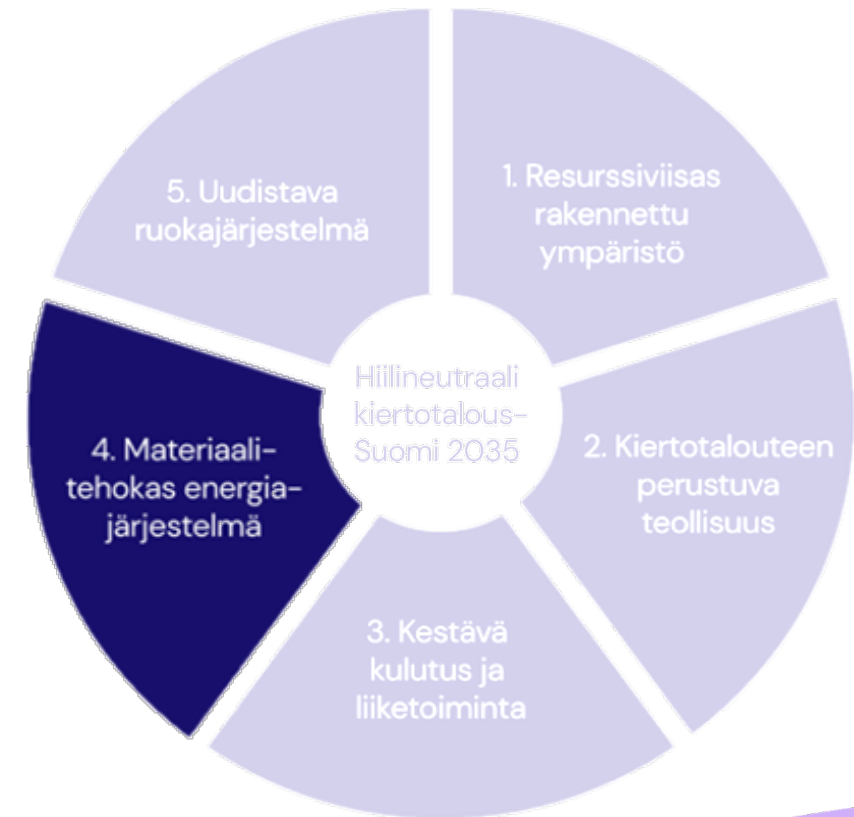 1. Resurssiviisas
rakennettu
ympäristö
2. Kiertotalouteen
perustuva
teollisuus
3. Kestävä
kulutus ja
liiketoiminta
4. Materiaali-
tehokas energia-
järjestelmä
5. Uudistava
ruokajärjestelmä
Hiilineutraali
kiertotalous-
Suomi 2035